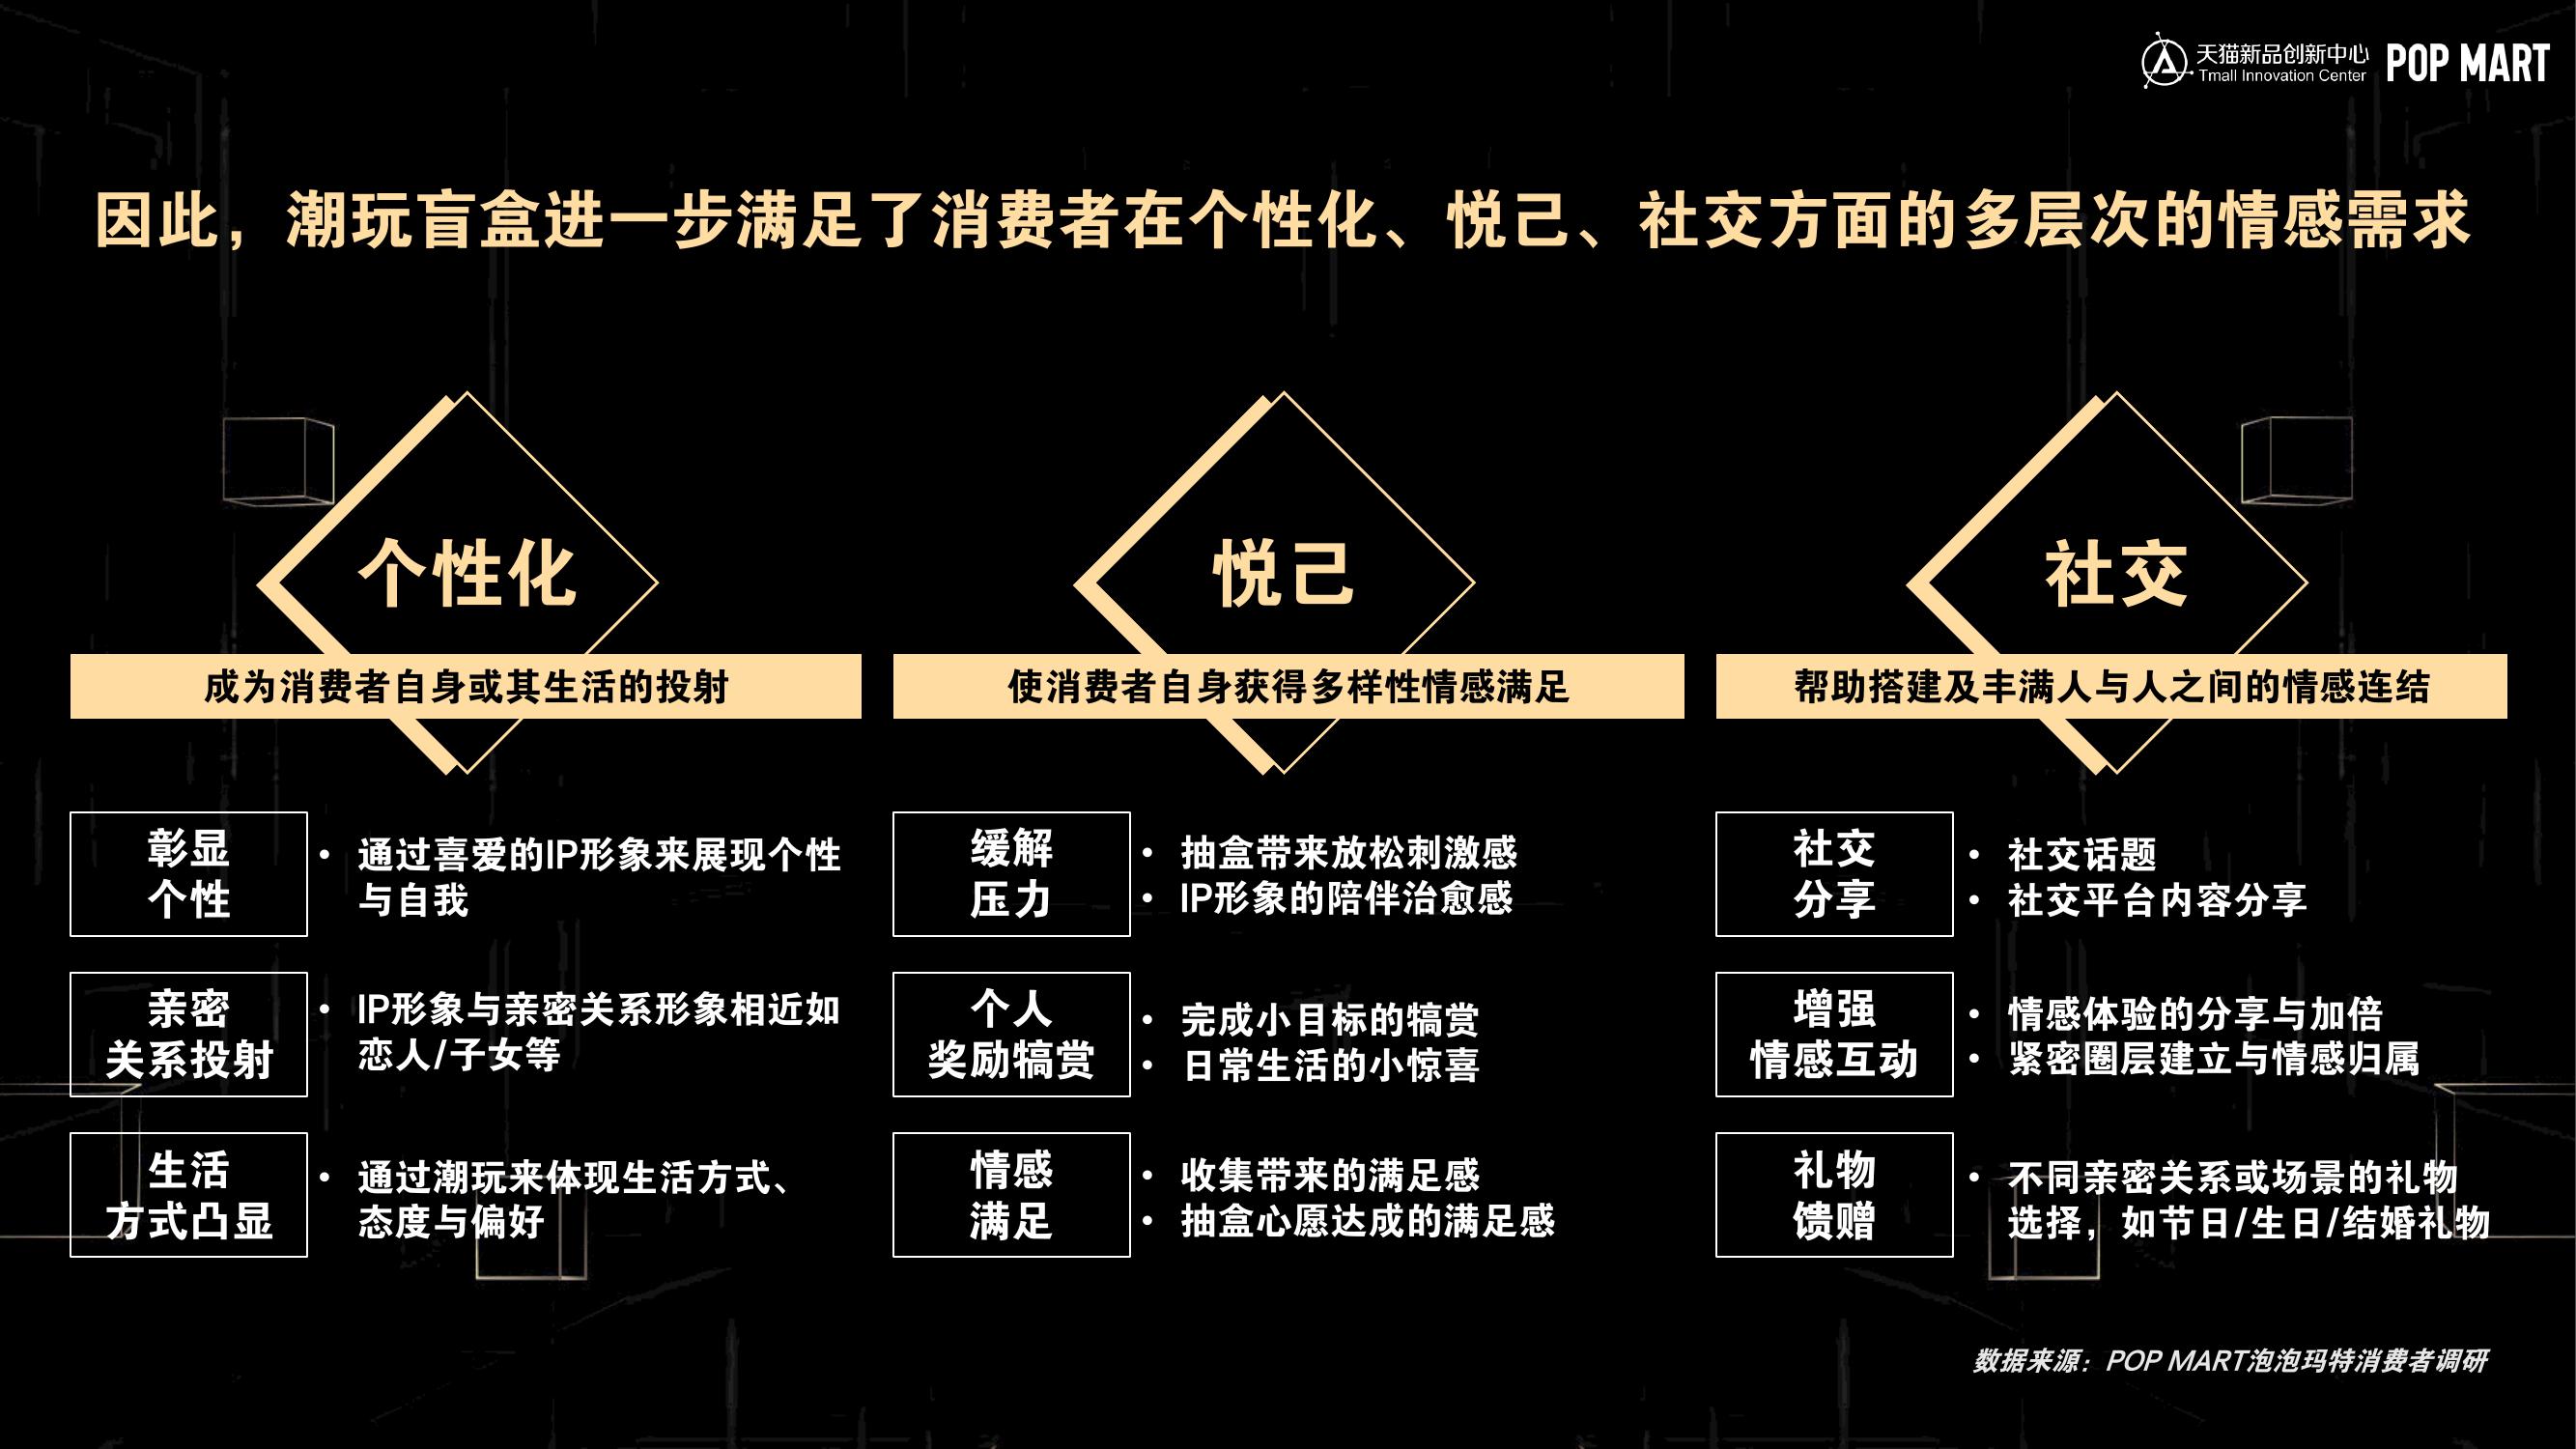 天猫新品创新中心
Tmall Innovation Center
POP MART
因此，潮玩盲盒进一步满足了消费者在个性化、悦己、社交方面的多层次的情感需求
个性化
成为消费者自身或其生活的投射
彰显
个性
• 通过喜爱的IP形象来展现个性
与自我
亲密
关系投射
• IP形象与亲密关系形象相近如
恋人/子女等
生活
方式凸显
• 通过潮玩来体现生活方式、
态度与偏好
悦己
使消费者自身获得多样性情感满足
缓解
压力
• 抽盒带来放松刺激感
• IP形象的陪伴治愈感
个人
奖励犒赏
• 完成小目标的犒赏
• 日常生活的小惊喜
情感
满足
• 收集带来的满足感
• 抽盒心愿达成的满足感
社交
帮助搭建及丰满人与人之间的情感连结
社交
分享
• 社交话题
• 社交平台内容分享
增强
情感互动
• 情感体验的分享与加倍
• 紧密圈层建立与情感归属
礼物
馈赠
• 不同亲密关系或场景的礼物
选择，如节日/生日/结婚礼物
数据来源：POP MART泡泡玛特消费者调研